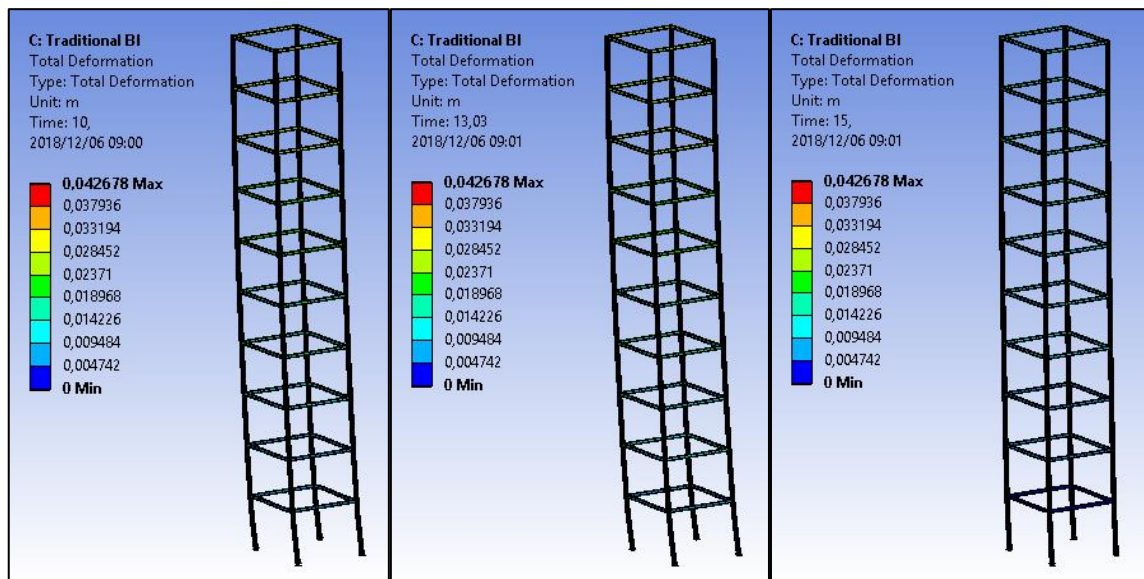 C: Traditional BI
Total Deformation
Type: Total Deformation
Unit: m
Time: 10,
2018/12/06 09:00
0,042678 Max
0,037936
0,033194
0,028452
0,02371
0,018968
0,014226
0,009484
0,004742
0 Min
C: Traditional BI
Total Deformation
Type: Total Deformation
Unit: m
Time: 13,03
2018/12/06 09:01
0,042678 Max
0,037936
0,033194
0,028452
0,02371
0,018968
0,014226
0,009484
0,004742
0 Min
C: Traditional BI
Total Deformation
Type: Total Deformation
Unit: m
Time: 15,
2018/12/06 09:01
0,042678 Max
0,037936
0,033194
0,028452
0,02371
0,018968
0,014226
0,009484
0,004742
0 Min